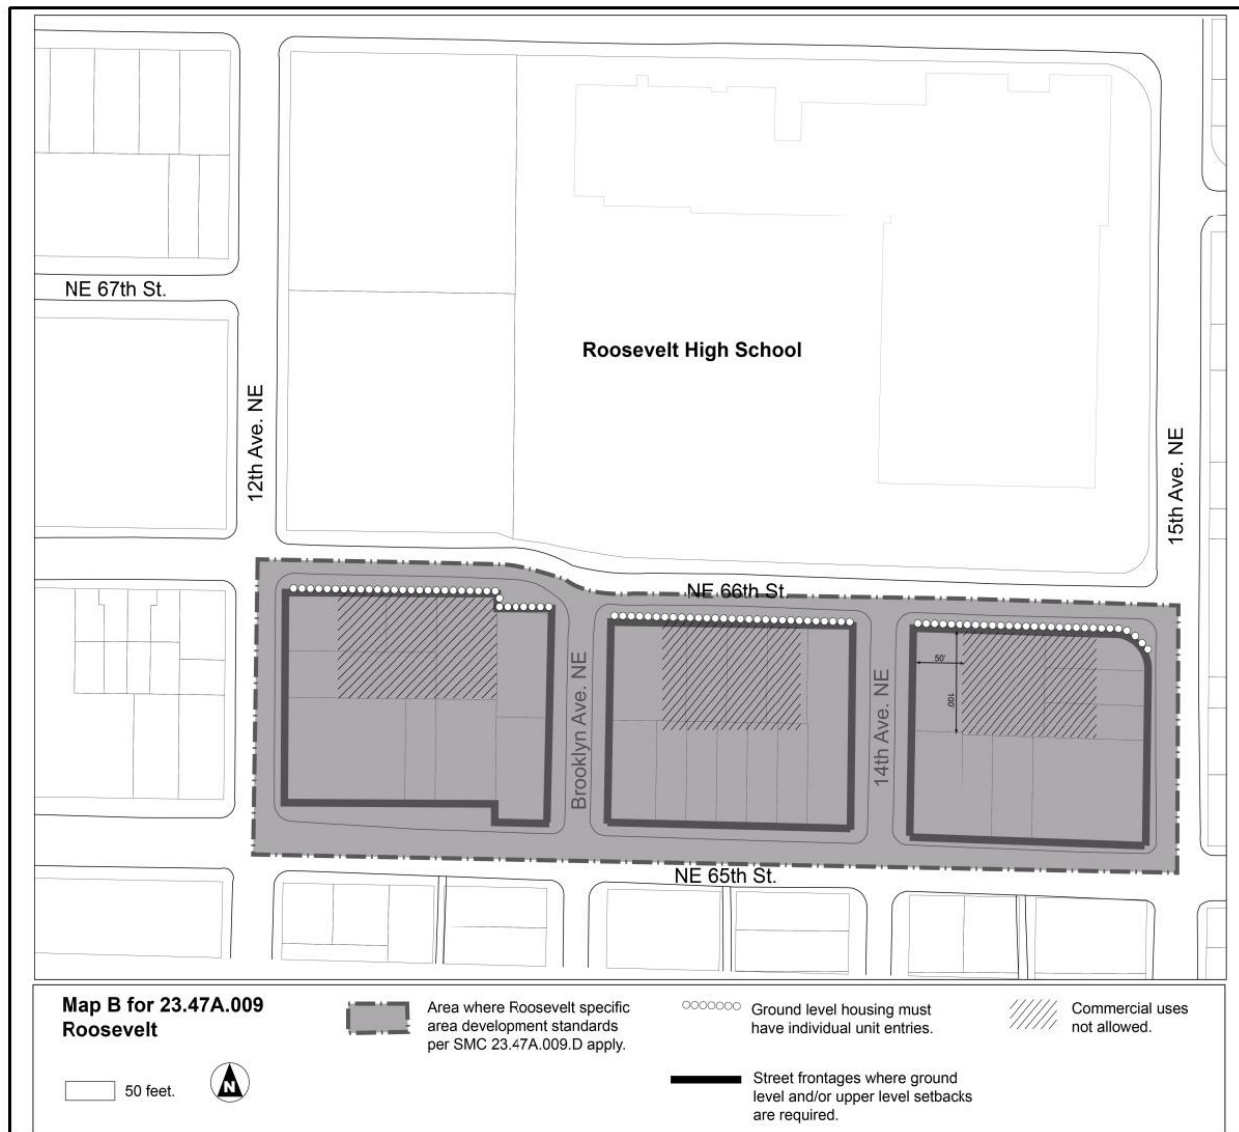 NE 67th St.
Roosevelt High School
12th Ave. NE
15th Ave. NE
NE 66th St.
50'
100'
Brooklyn Ave. NE
14th Ave. NE
NE 65th St.
Map B for 23.47A.009
Roosevelt
50 feet.
N
Area where Roosevelt specific
area development standards
per SMC 23.47A.009.D apply.
Ground level housing must
have individual unit entries.
Commercial uses
not allowed.
Street frontages where ground
level and/or upper level setbacks
are required.